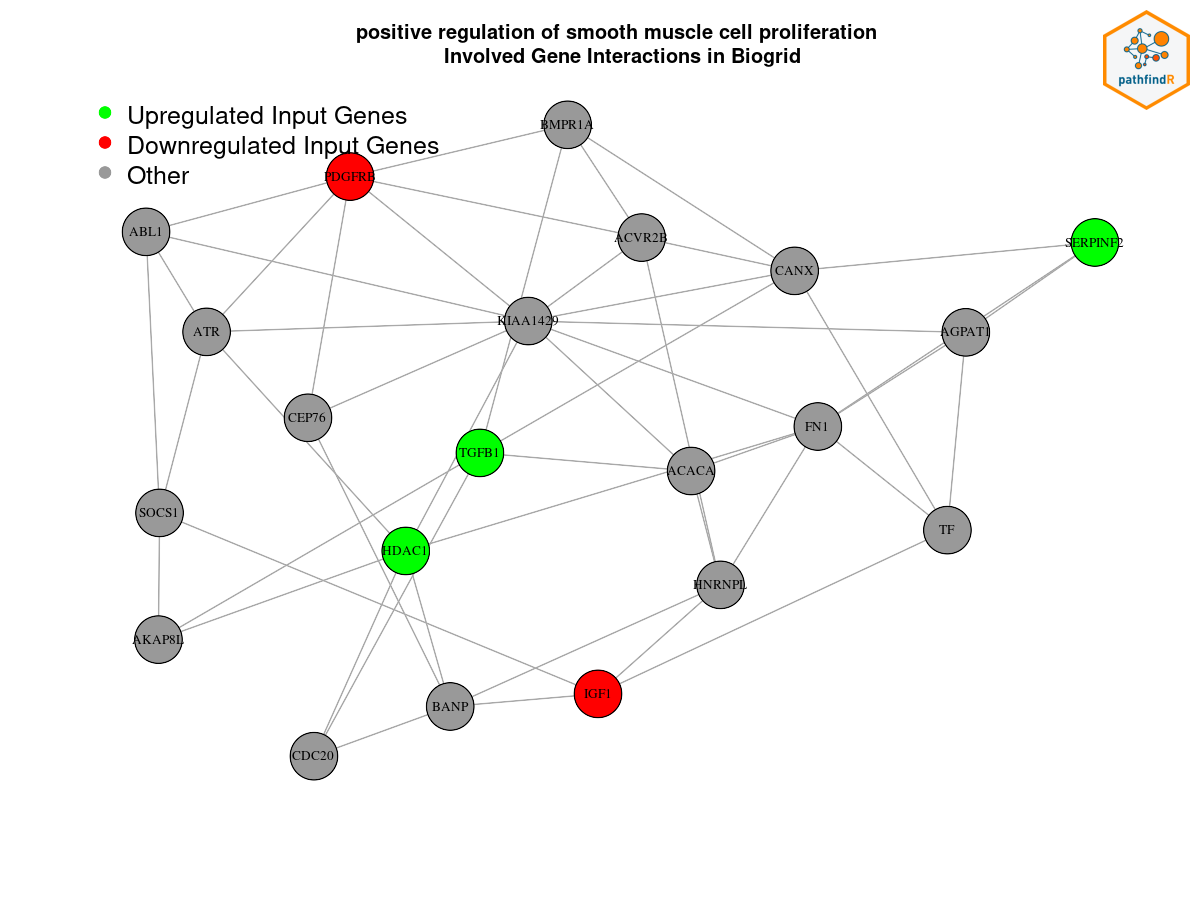 positive regulation of smooth muscle cell proliferation
Involved Gene Interactions in Biogrid
pathfindR
Upregulated Input Genes
Downregulated Input Genes
Other
BMPR1A
PDGFRB
ABL1
ACVR2B
SERPINF2
CANX
KIAA1429
ATR
AGPAT1
CEP76
FN1
TGFB1
ACACA
SOCS1
TF
HDAC1
HNRNPL
AKAP8L
IGF1
BANP
CDC20